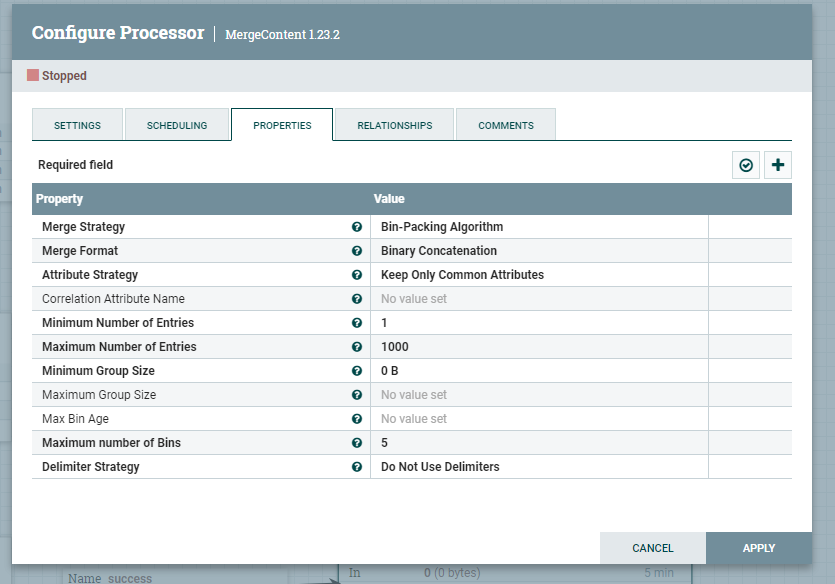 Configure Processor | MergeContent 1.23.2
Stopped
SETTINGS SCHEDULING PROPERTIES RELATIONSHIPS COMMENTS
Required field
Property Value
Merge Strategy Bin-Packing Algorithm
Merge Format Binary Concatenation
Attribute Strategy Keep Only Common Attributes
Correlation Attribute Name No value set
Minimum Number of Entries 1
Maximum Number of Entries 1000
Minimum Group Size 0 B
Maximum Group Size No value set
Max Bin Age No value set
Maximum number of Bins 5
Delimiter Strategy Do Not Use Delimiters
CANCEL APPLY
In 0 (0 bytes) 5 min
Name success